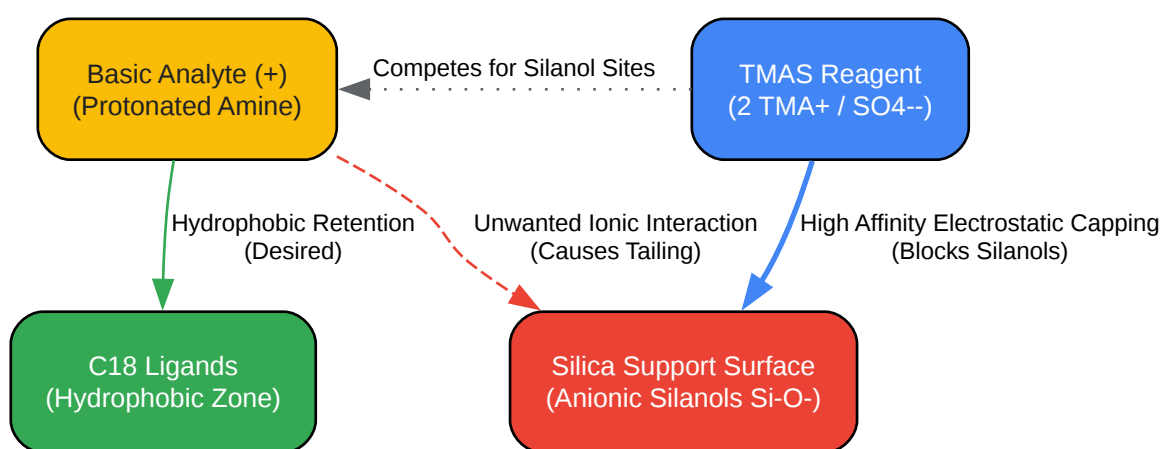 Basic Analyte (+)
(Protonated Amine)
Competes for Silanol Sites
TMAS Reagent
(2 TMA+ / SO4--)
Hydrophobic Retention
(Desired)
Unwanted Ionic Interaction
(Causes Tailing)
High Affinity Electrostatic Capping
(Blocks Silanols)
C18 Ligands
(Hydrophobic Zone)
Silica Support Surface
(Anionic Silanols Si-O-)